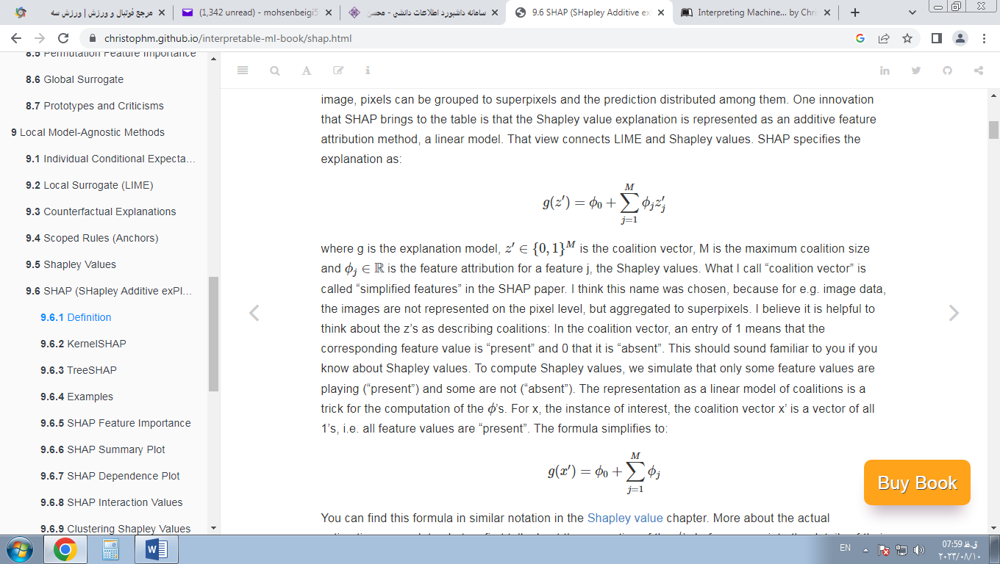 مرجع فوتبال و ورزش | ورزش سه
(1,342 unread) - mohsenbeigi5
سامانه داشبورد اطلاعات دانشی - محسن
9.6 SHAP (SHapley Additive ex
Interpreting Machine... by Chri
christophm.github.io/interpretable-ml-book/shap.html
8.5 Permutation Feature Importance
8.6 Global Surrogate
8.7 Prototypes and Criticisms
9 Local Model-Agnostic Methods
9.1 Individual Conditional Expecta...
9.2 Local Surrogate (LIME)
9.3 Counterfactual Explanations
9.4 Scoped Rules (Anchors)
9.5 Shapley Values
9.6 SHAP (SHapley Additive exPl...
9.6.1 Definition
9.6.2 KernelSHAP
9.6.3 TreeSHAP
9.6.4 Examples
9.6.5 SHAP Feature Importance
9.6.6 SHAP Summary Plot
9.6.7 SHAP Dependence Plot
9.6.8 SHAP Interaction Values
9.6.9 Clustering Shapley Values
image, pixels can be grouped to superpixels and the prediction distributed among them. One innovation
that SHAP brings to the table is that the Shapley value explanation is represented as an additive feature
attribution method, a linear model. That view connects LIME and Shapley values. SHAP specifies the
explanation as:
g(z′) = ϕ₀ + ∑_{j=1}^{M} ϕ_j z′_j
where g is the explanation model, z′ ∈ {0, 1}^M is the coalition vector, M is the maximum coalition size
and ϕ_j ∈ ℝ is the feature attribution for a feature j, the Shapley values. What I call “coalition vector” is
called “simplified features” in the SHAP paper. I think this name was chosen, because for e.g. image data,
the images are not represented on the pixel level, but aggregated to superpixels. I believe it is helpful to
think about the z’s as describing coalitions: In the coalition vector, an entry of 1 means that the
corresponding feature value is “present” and 0 that it is “absent”. This should sound familiar to you if you
know about Shapley values. To compute Shapley values, we simulate that only some feature values are
playing (“present”) and some are not (“absent”). The representation as a linear model of coalitions is a
trick for the computation of the ϕ’s. For x, the instance of interest, the coalition vector x’ is a vector of all
1’s, i.e. all feature values are “present”. The formula simplifies to:
g(x′) = ϕ₀ + ∑_{j=1}^{M} ϕ_j
Buy Book
You can find this formula in similar notation in the Shapley value chapter. More about the actual
EN
07:59 ق.ظ
۲۰۲۳/۰۸/۱۰